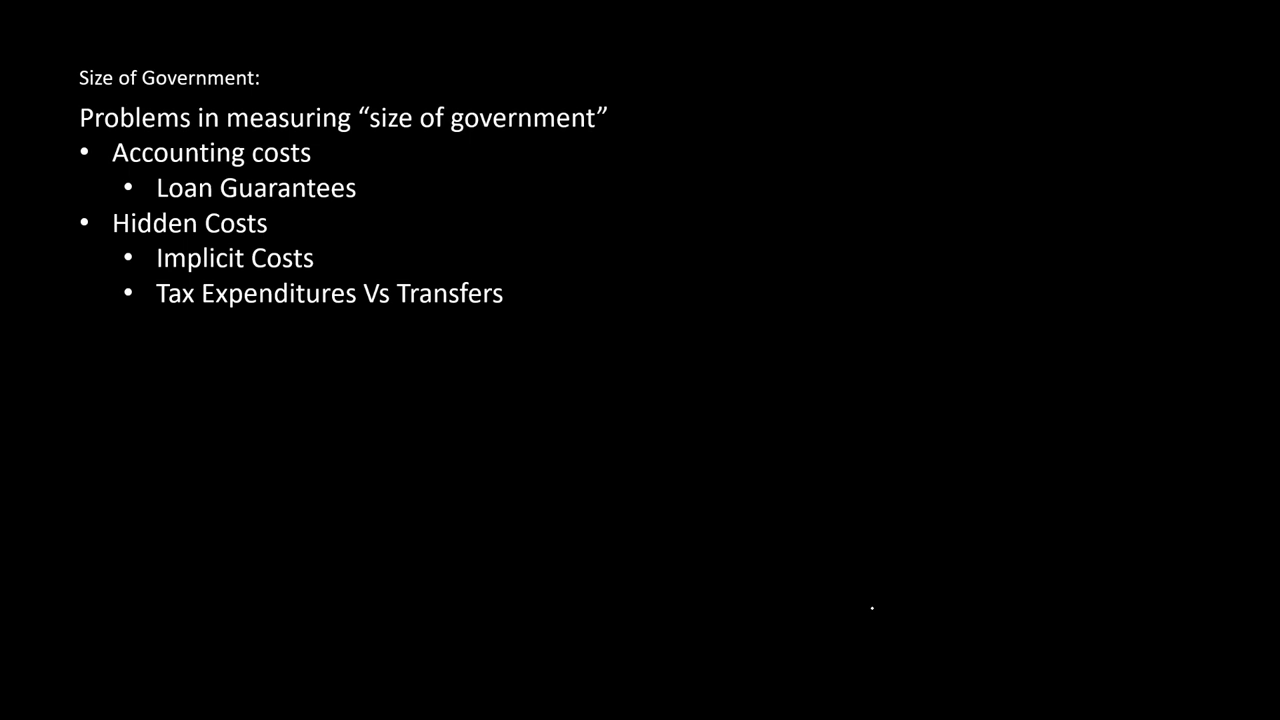 Size of Government:
Problems in measuring “size of government”
• Accounting costs
• Loan Guarantees
• Hidden Costs
• Implicit Costs
• Tax Expenditures Vs Transfers